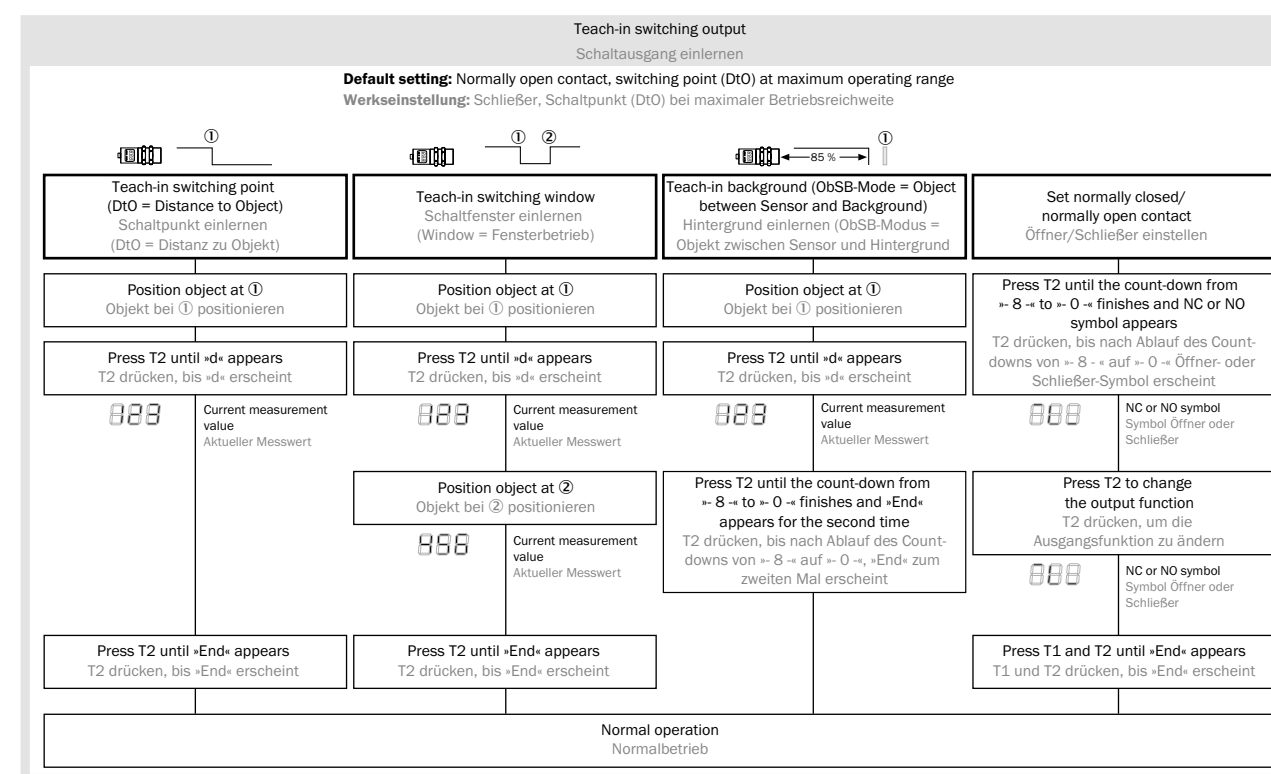 Teach-in switching output
Schaltausgang einlernen
Default setting: Normally open contact, switching point (DtO) at maximum operating range
Werkseinstellung: Schließer, Schaltpunkt (DtO) bei maximaler Betriebsreichweite
①
Teach-in switching point
(DtO = Distance to Object)
Schaltpunkt einlernen
(DtO = Distanz zu Objekt)
Position object at ①
Objekt bei ① positionieren
Press T2 until »d« appears
T2 drücken, bis »d« erscheint
123
Current measurement
value
Aktueller Messwert
Press T2 until »End« appears
T2 drücken, bis »End« erscheint
① ②
Teach-in switching window
Schaltfenster einlernen
(Window = Fensterbetrieb)
Position object at ①
Objekt bei ① positionieren
Press T2 until »d« appears
T2 drücken, bis »d« erscheint
123
Current measurement
value
Aktueller Messwert
Position object at ②
Objekt bei ② positionieren
456
Current measurement
value
Aktueller Messwert
Press T2 until »End« appears
T2 drücken, bis »End« erscheint
85 %
①
Teach-in background (ObSB-Mode = Object
between Sensor and Background)
Hintergrund einlernen (ObSB-Modus =
Objekt zwischen Sensor und Hintergrund
Position object at ①
Objekt bei ① positionieren
Press T2 until »d« appears
T2 drücken, bis »d« erscheint
123
Current measurement
value
Aktueller Messwert
Press T2 until the count-down from
»- 8 -« to »- 0 -« finishes and »End«
appears for the second time
T2 drücken, bis nach Ablauf des Count-
downs von »- 8 -« auf »- 0 -«, »End« zum
zweiten Mal erscheint
Set normally closed/
normally open contact
Öffner/Schließer einstellen
Press T2 until the count-down from
»- 8 -« to »- 0 -« finishes and NC or NO
symbol appears
T2 drücken, bis nach Ablauf des Count-
downs von »- 8 - « auf »- 0 -« Öffner- oder
Schließer-Symbol erscheint
NC or NO symbol
Symbol Öffner oder
Schließer
Press T2 to change
the output function
T2 drücken, um die
Ausgangsfunktion zu ändern
NC or NO symbol
Symbol Öffner oder
Schließer
Press T1 and T2 until »End« appears
T1 und T2 drücken, bis »End« erscheint
Normal operation
Normalbetrieb